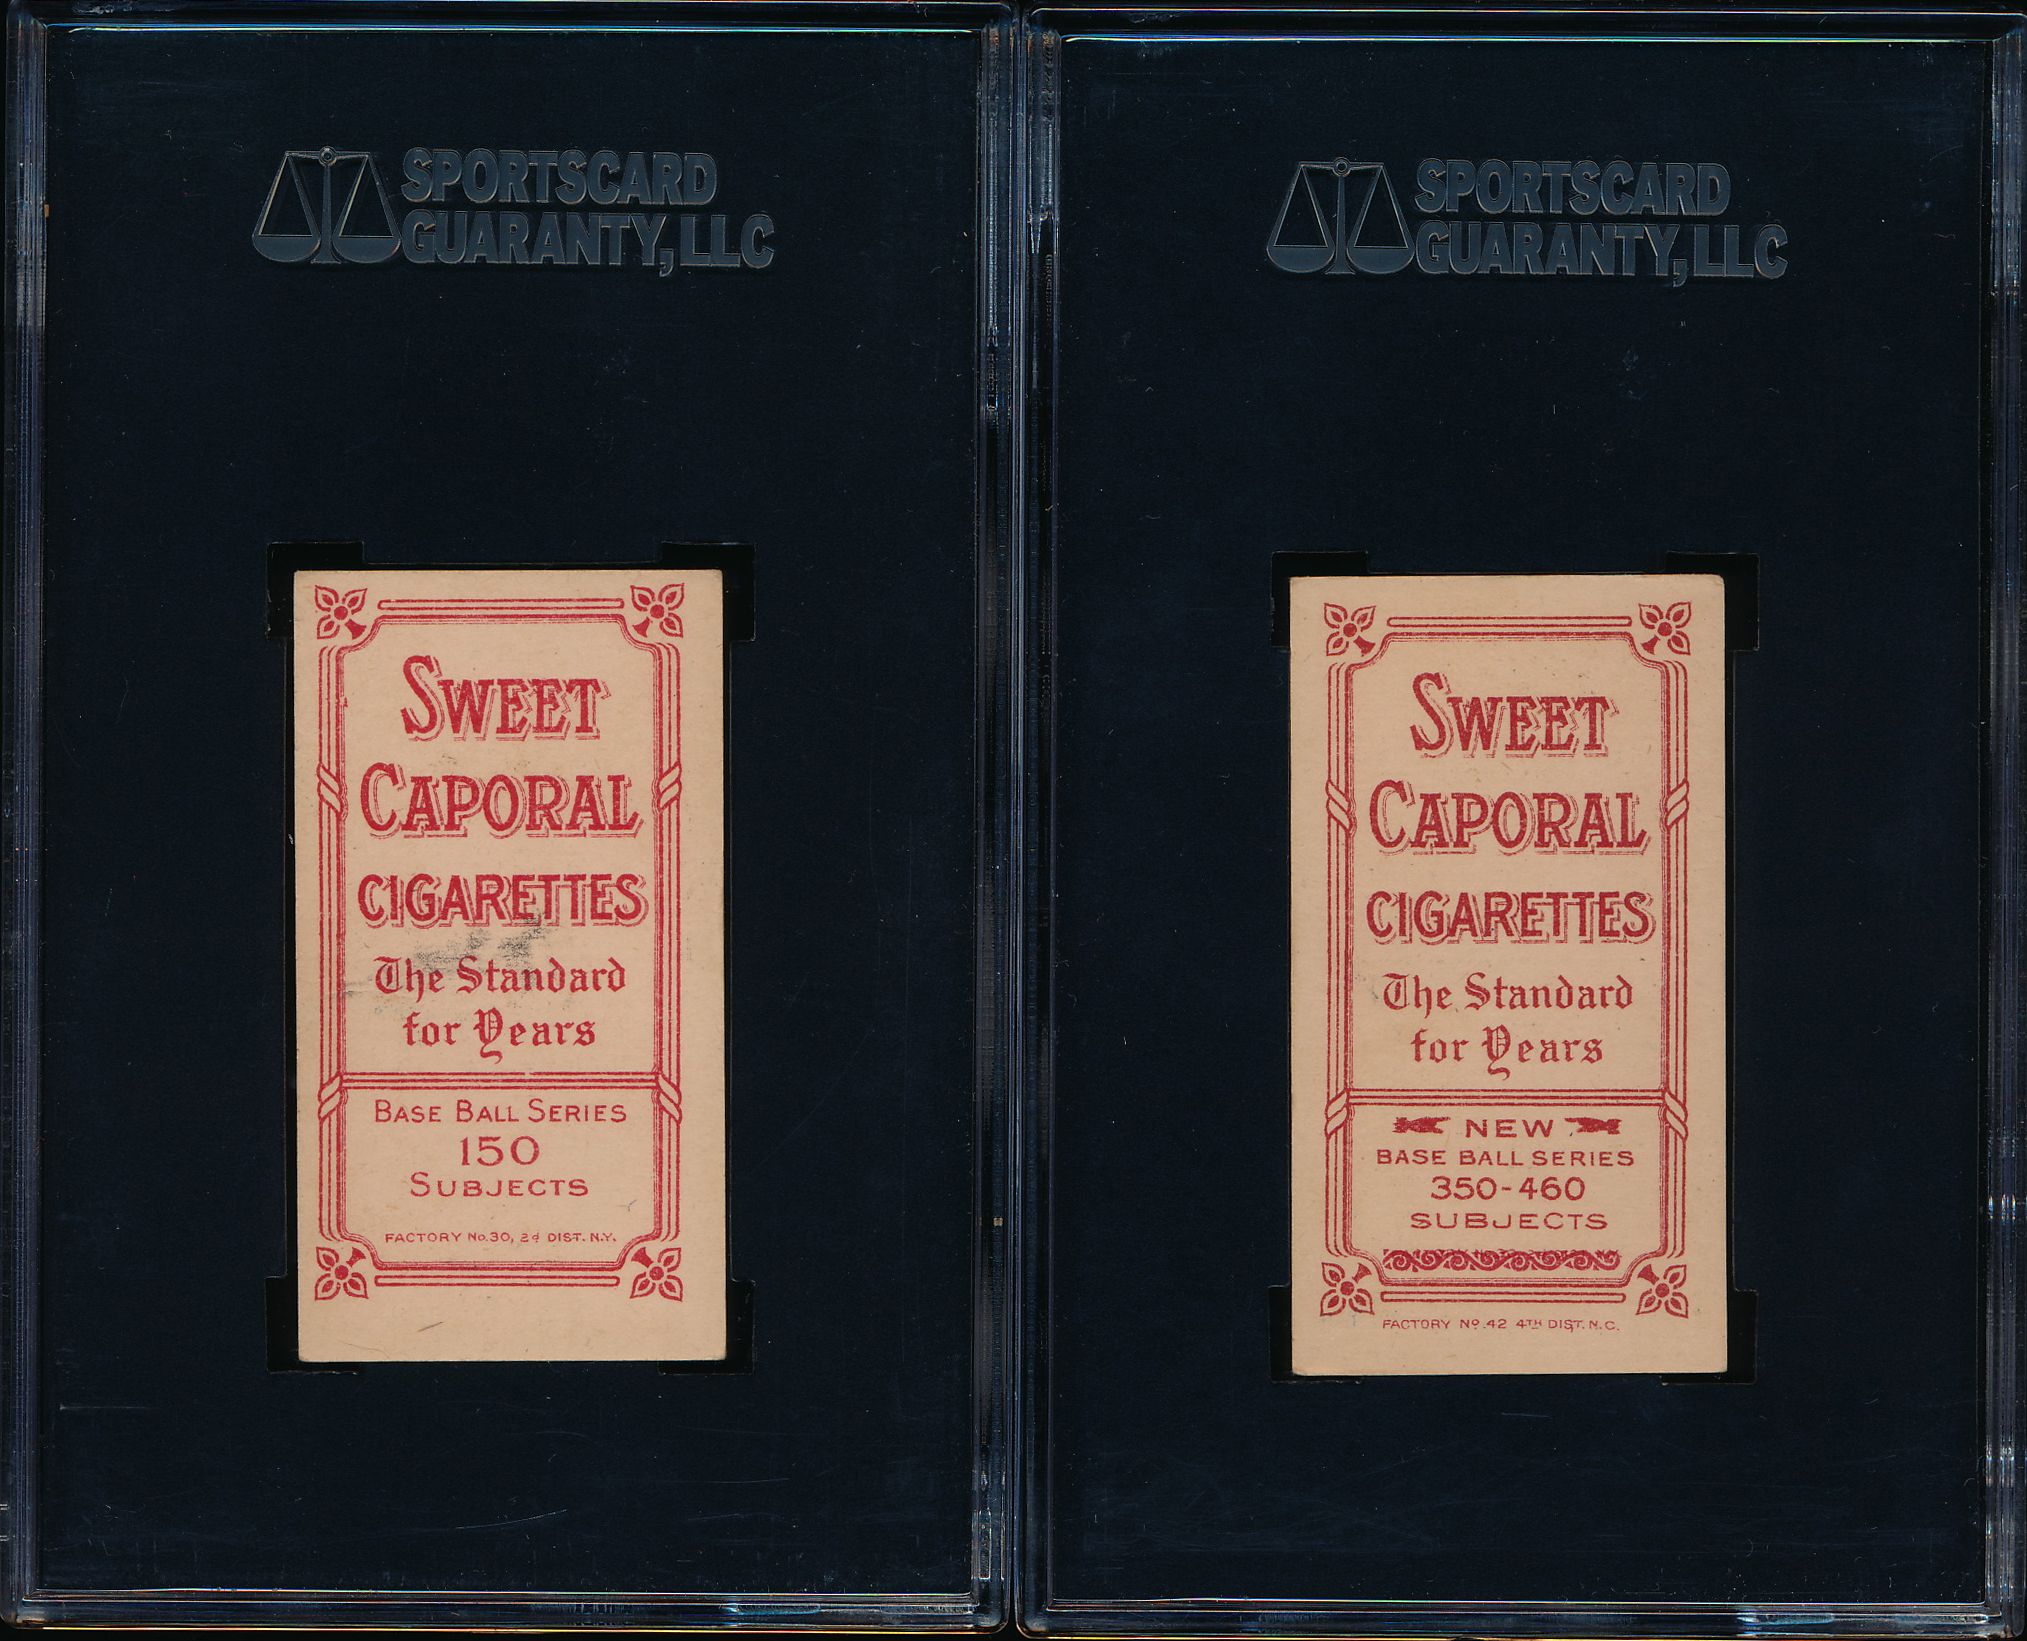 SPORTSCARD
GUARANTY, LLC
SWEET
CAPORAL
CIGARETTES
The Standard
for Years
BASE BALL SERIES
150
SUBJECTS
FACTORY No. 30, 2d DIST. N.Y.
SPORTSCARD
GUARANTY, LLC
SWEET
CAPORAL
CIGARETTES
The Standard
for Years
NEW
BASE BALL SERIES
350-460
SUBJECTS
FACTORY No. 42 4TH DIST. N.C.